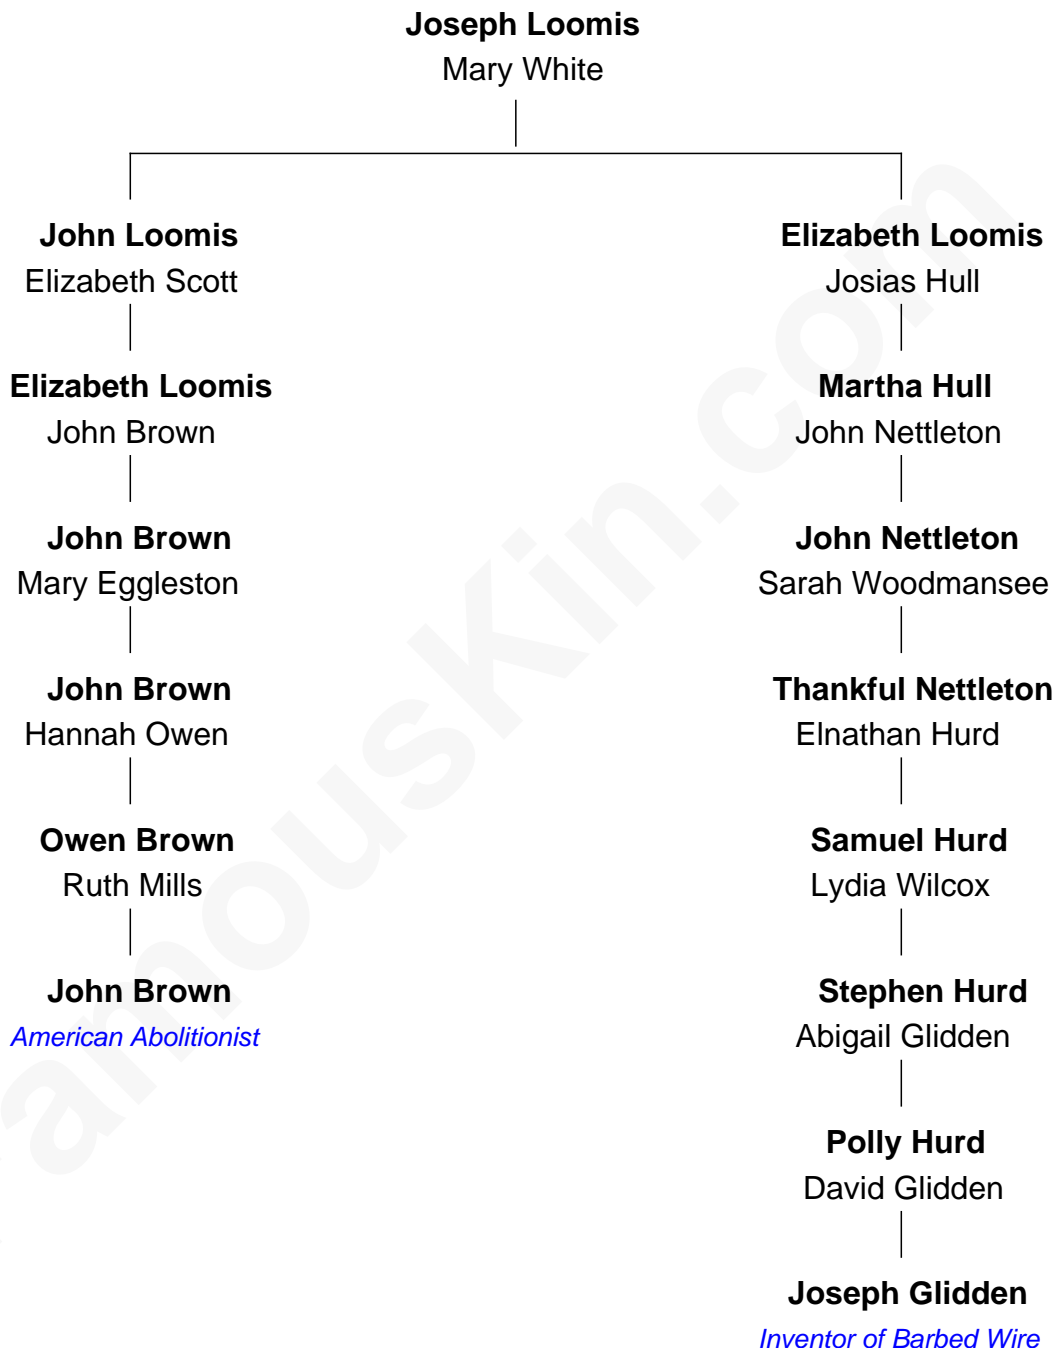 Joseph Loomis
Mary White
John Loomis
Elizabeth Scott
Elizabeth Loomis
John Brown
John Brown
Mary Eggleston
John Brown
Hannah Owen
Owen Brown
Ruth Mills
John Brown
American Abolitionist
Elizabeth Loomis
Josias Hull
Martha Hull
John Nettleton
John Nettleton
Sarah Woodmansee
Thankful Nettleton
Elnathan Hurd
Samuel Hurd
Lydia Wilcox
Stephen Hurd
Abigail Glidden
Polly Hurd
David Glidden
Joseph Glidden
Inventor of Barbed Wire
amousKin.com